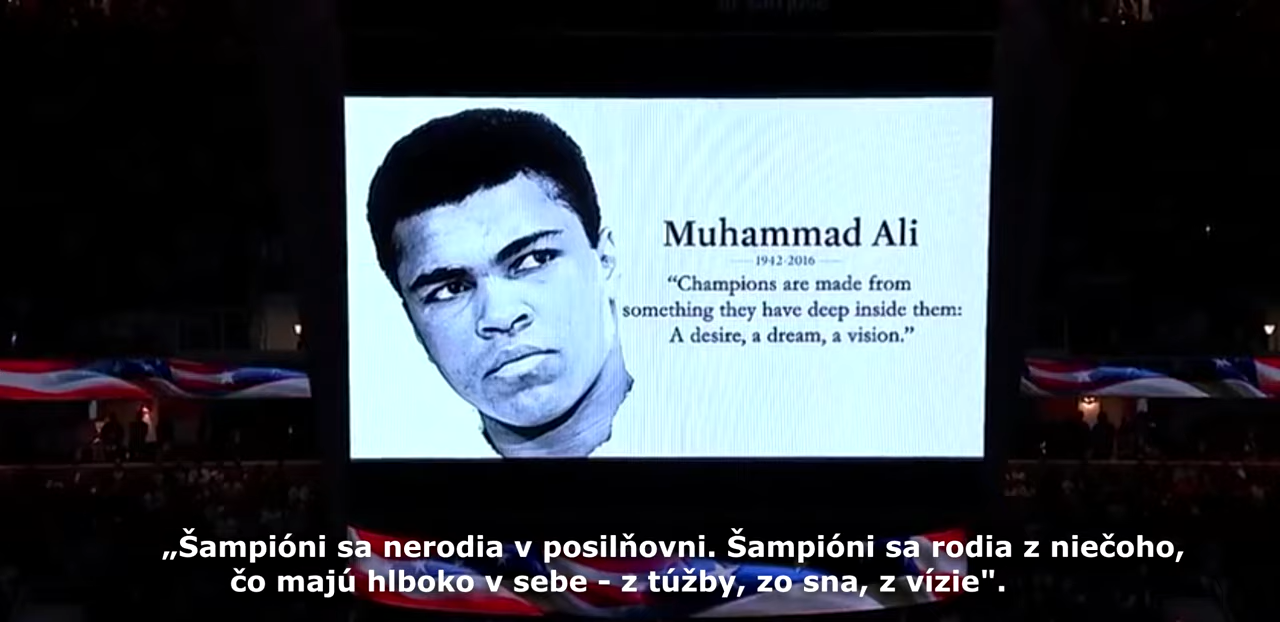 Muhammad Ali
1942-2016
“Champions are made from
something they have deep inside them:
A desire, a dream, a vision.”
„Šampióni sa nerodia v posilňovni. Šampióni sa rodia z niečoho,
čo majú hlboko v sebe - z túžby, zo sna, z vízie".